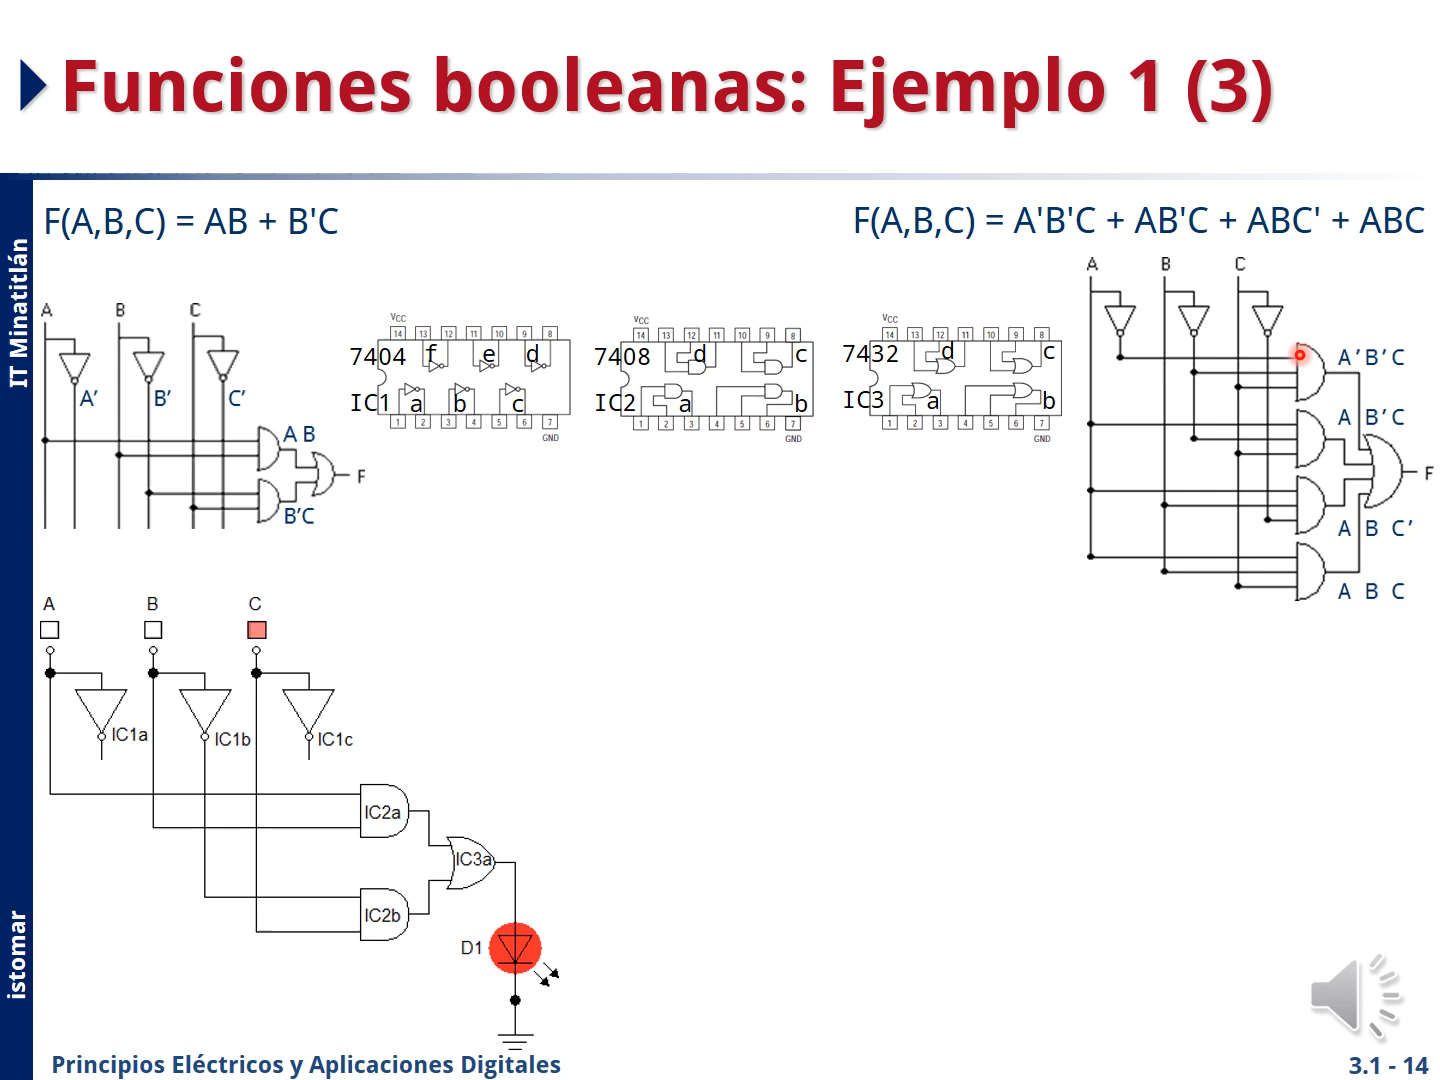 Funciones booleanas: Ejemplo 1 (3)
IT Minatitlán
istomar
F(A,B,C) = AB + B'C
F(A,B,C) = A'B'C + AB'C + ABC' + ABC
A B C
A’ B’ C’
A B
B’C
F
VCC
14 13 12 11 10 9 8
7404 f e d
IC1 a b c
1 2 3 4 5 6 7
GND
VCC
14 13 12 11 10 9 8
7408 d c
IC2 a b
1 2 3 4 5 6 7
GND
VCC
14 13 12 11 10 9 8
7432 d c
IC3 a b
1 2 3 4 5 6 7
GND
A B C
A’B’C
A B’C
F
A B C’
A B C
A B C
IC1a IC1b IC1c
IC2a
IC3a
IC2b
D1
Principios Eléctricos y Aplicaciones Digitales
3.1 - 14